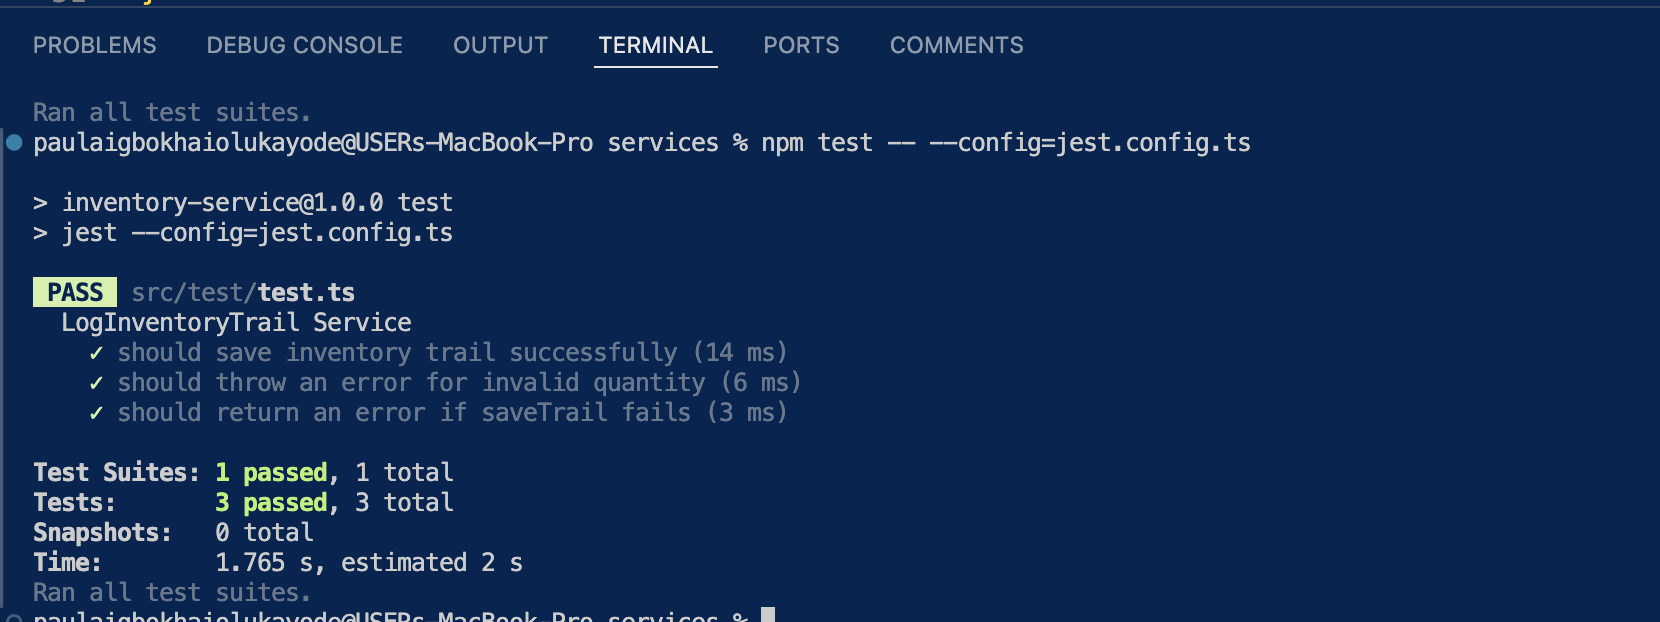 PROBLEMS DEBUG CONSOLE OUTPUT TERMINAL PORTS COMMENTS
Ran all test suites.
paulaigbokhaiolukayode@USERs-MacBook-Pro services % npm test -- --config=jest.config.ts
> inventory-service@1.0.0 test
> jest --config=jest.config.ts
PASS src/test/test.ts
LogInventoryTrail Service
✓ should save inventory trail successfully (14 ms)
✓ should throw an error for invalid quantity (6 ms)
✓ should return an error if saveTrail fails (3 ms)
Test Suites: 1 passed, 1 total
Tests: 3 passed, 3 total
Snapshots: 0 total
Time: 1.765 s, estimated 2 s
Ran all test suites.
paulaigbokhaiolukayode@USERs-MacBook-Pro services %